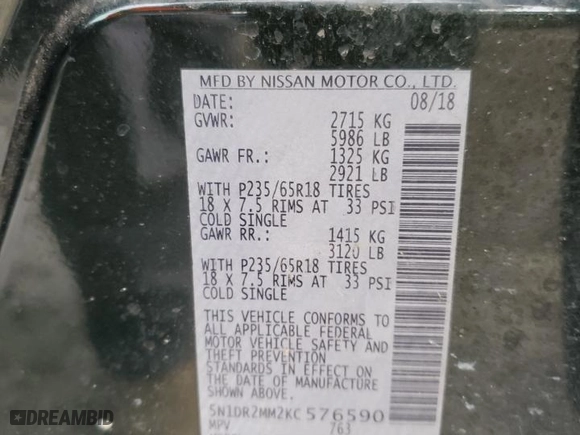 MFD BY NISSAN MOTOR CO., LTD.
DATE: 08/18
GVWR: 2715 KG
5986 LB
GAWR FR.: 1325 KG
2921 LB
WITH P235/65R18 TIRES
18 X 7.5 RIMS AT 33 PSI
COLD SINGLE
GAWR RR.: 1415 KG
3120 LB
WITH P235/65R18 TIRES
18 X 7.5 RIMS AT 33 PSI
COLD SINGLE
THIS VEHICLE CONFORMS TO
ALL APPLICABLE FEDERAL
MOTOR VEHICLE SAFETY AND
THEFT PREVENTION
STANDARDS IN EFFECT ON
THE DATE OF MANUFACTURE
SHOWN ABOVE.
5N1DR2MM2KC576590
MPV 763
DREAMBID